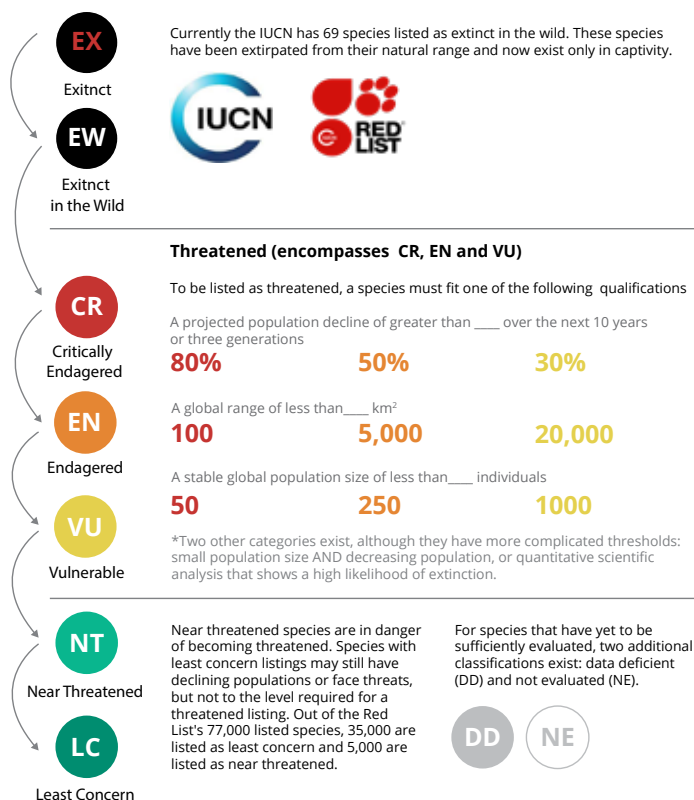 EX
Exitnct
EW
Exitnct
in the Wild
Currently the IUCN has 69 species listed as extinct in the wild. These species
have been extirpated from their natural range and now exist only in captivity.
IUCN
RED
LIST
Threatened (encompasses CR, EN and VU)
To be listed as threatened, a species must fit one of the following qualifications
CR
Critically
Endagered
A projected population decline of greater than ____ over the next 10 years
or three generations
80% 50% 30%
EN
Endagered
A global range of less than____ km²
100 5,000 20,000
A stable global population size of less than____ individuals
50 250 1000
VU
Vulnerable
*Two other categories exist, although they have more complicated thresholds:
small population size AND decreasing population, or quantitative scientific
analysis that shows a high likelihood of extinction.
NT
Near Threatened
LC
Least Concern
Near threatened species are in danger
of becoming threatened. Species with
least concern listings may still have
declining populations or face threats,
but not to the level required for a
threatened listing. Out of the Red
List's 77,000 listed species, 35,000 are
listed as least concern and 5,000 are
listed as near threatened.
For species that have yet to be
sufficiently evaluated, two additional
classifications exist: data deficient
(DD) and not evaluated (NE).
DD NE